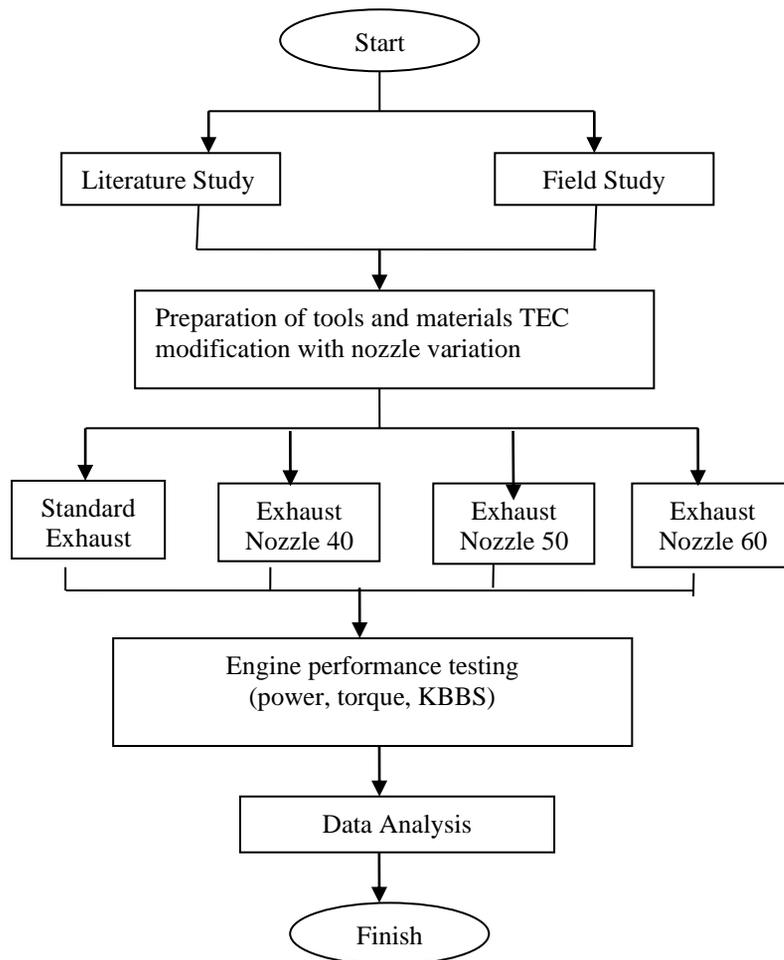 Start
Literature Study
Field Study
Preparation of tools and materials TEC
modification with nozzle variation
Standard
Exhaust
Exhaust
Nozzle 40
Exhaust
Nozzle 50
Exhaust
Nozzle 60
Engine performance testing
(power, torque, KBBS)
Data Analysis
Finish